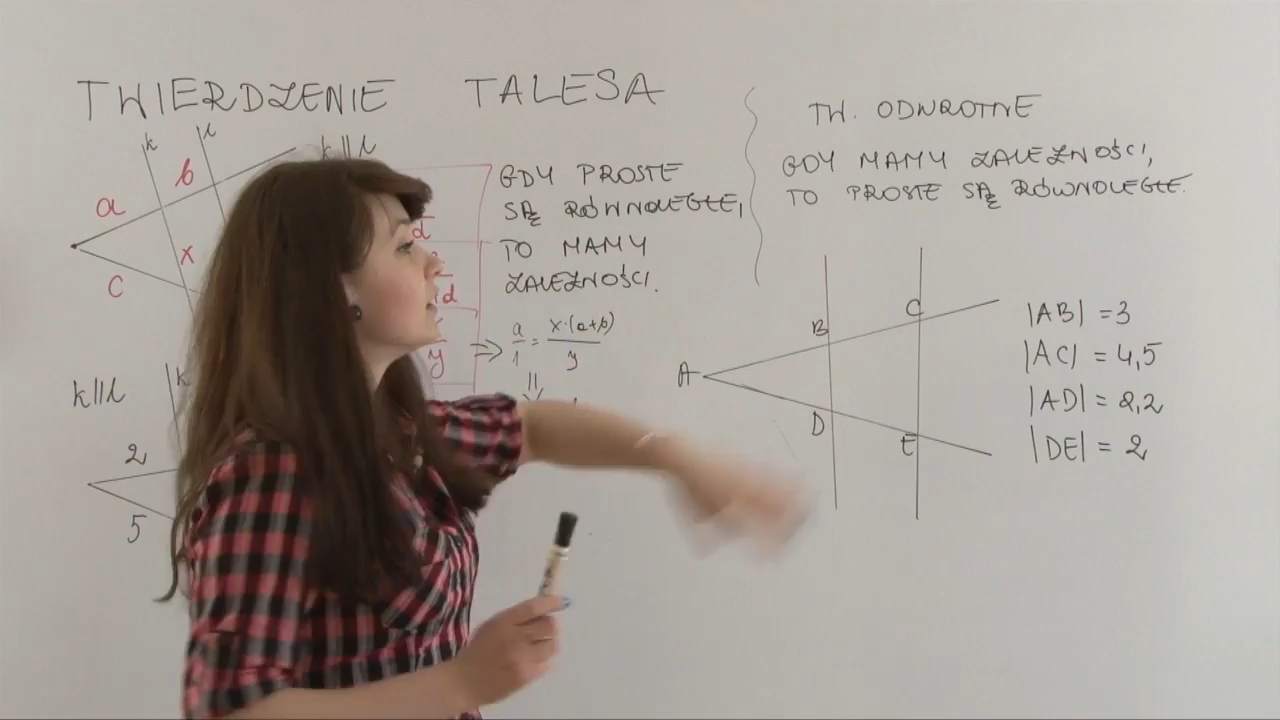 TWIERDZENIE TALESA
k l k || l
a b
x
c
d
d
y
k || l k
2
5
GDY PROSTE
SĄ RÓWNOLEGŁE,
TO MAMY
ZALEŻNOŚCI.
=> a/1 = x·(a+b)/y
TW. ODWROTNE
GDY MAMY ZALEŻNOŚCI,
TO PROSTE SĄ RÓWNOLEGŁE.
A B C
D E
|AB| = 3
|AC| = 4,5
|AD| = 2,2
|DE| = 2